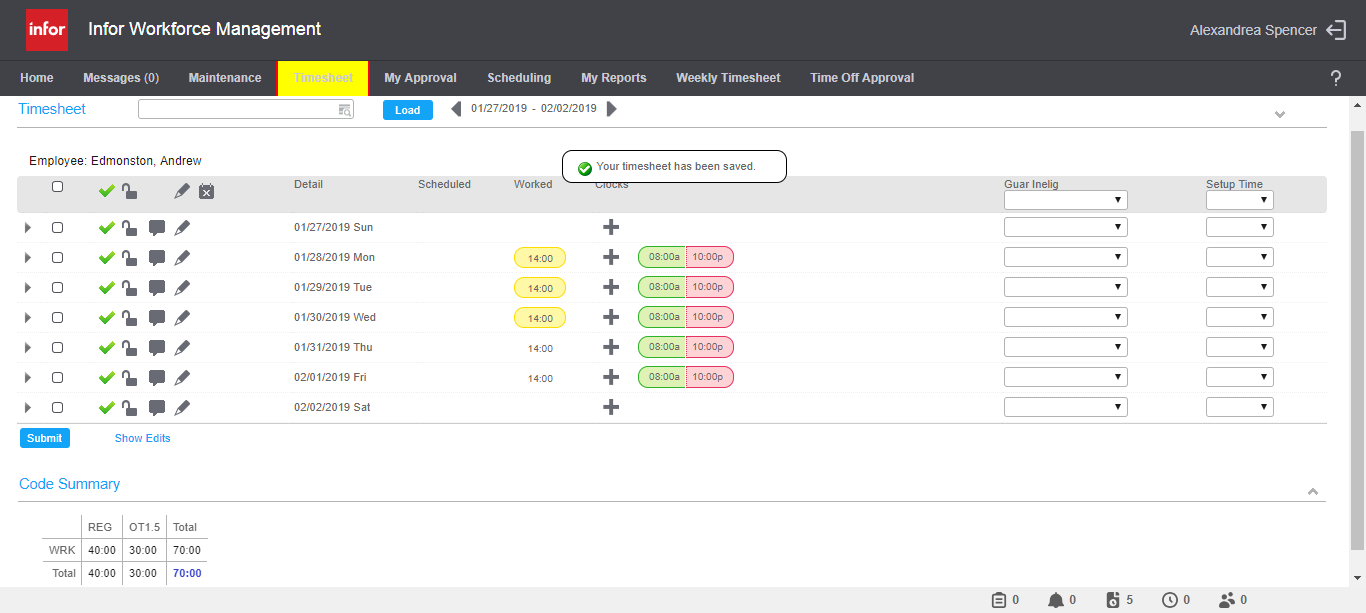 infor Infor Workforce Management Alexandrea Spencer
Home Messages (0) Maintenance Timesheet My Approval Scheduling My Reports Weekly Timesheet Time Off Approval ?
Timesheet Load 01/27/2019 - 02/02/2019
Employee: Edmonston, Andrew
Your timesheet has been saved.
Detail Scheduled Worked Clocks Guar Inelig Setup Time
01/27/2019 Sun
01/28/2019 Mon 14:00 08:00a 10:00p
01/29/2019 Tue 14:00 08:00a 10:00p
01/30/2019 Wed 14:00 08:00a 10:00p
01/31/2019 Thu 14:00 08:00a 10:00p
02/01/2019 Fri 14:00 08:00a 10:00p
02/02/2019 Sat
Submit Show Edits
Code Summary
REG OT1.5 Total
WRK 40:00 30:00 70:00
Total 40:00 30:00 70:00
0 0 5 0 0